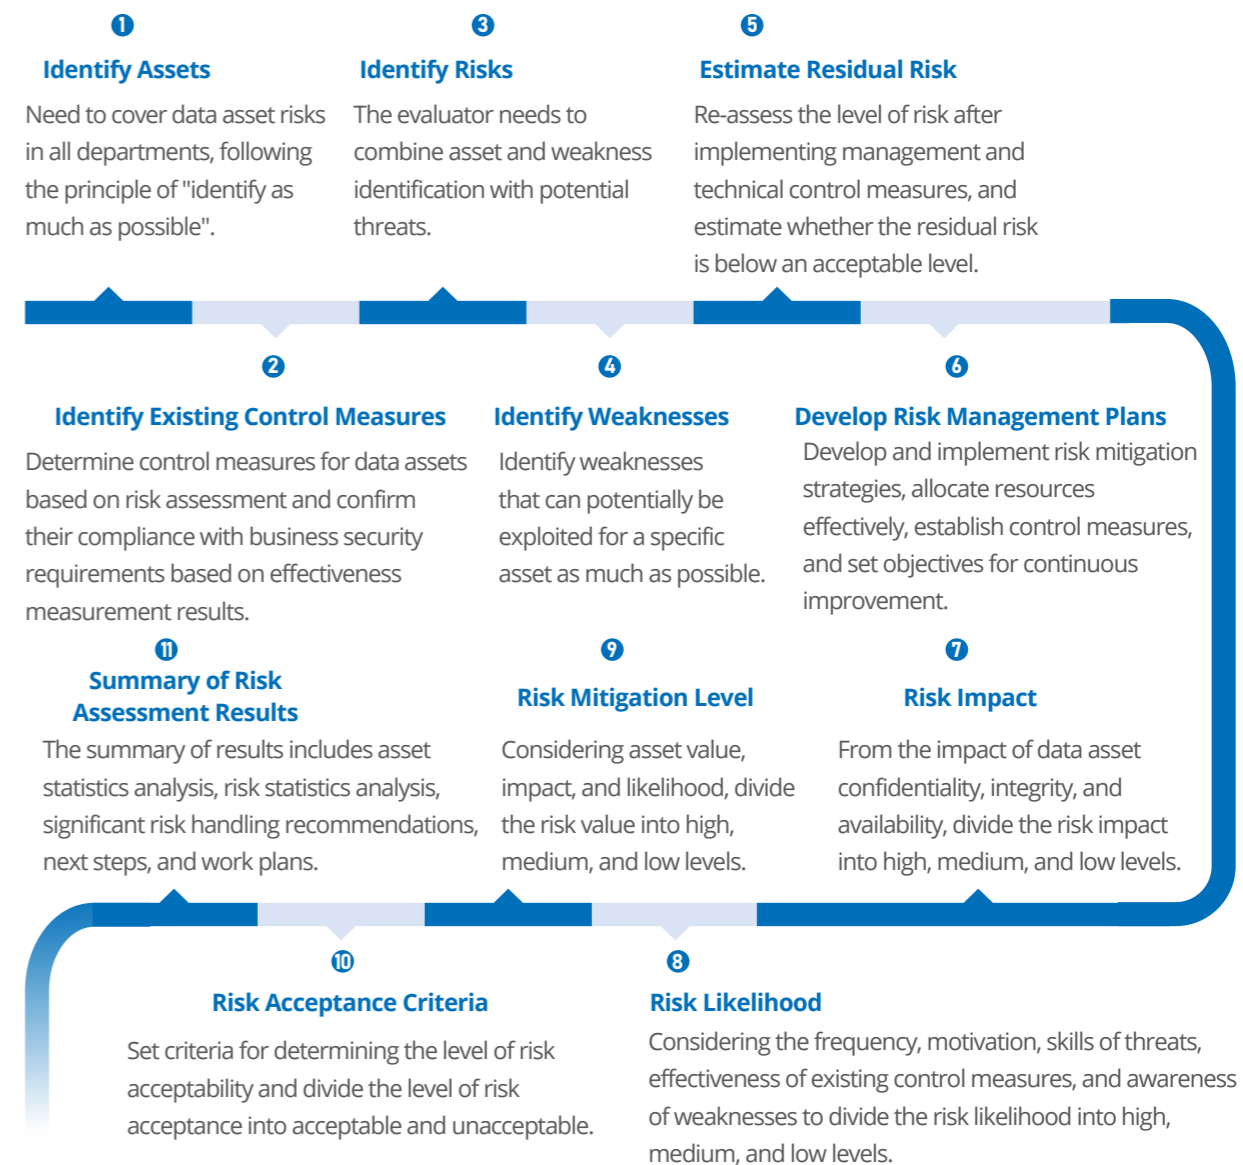 1
Identify Assets
Need to cover data asset risks
in all departments, following
the principle of "identify as
much as possible".
3
Identify Risks
The evaluator needs to
combine asset and weakness
identification with potential
threats.
5
Estimate Residual Risk
Re-assess the level of risk after
implementing management and
technical control measures, and
estimate whether the residual risk
is below an acceptable level.
2
Identify Existing Control Measures
Determine control measures for data assets
based on risk assessment and confirm
their compliance with business security
requirements based on effectiveness
measurement results.
4
Identify Weaknesses
Identify weaknesses
that can potentially be
exploited for a specific
asset as much as possible.
6
Develop Risk Management Plans
Develop and implement risk mitigation
strategies, allocate resources
effectively, establish control measures,
and set objectives for continuous
improvement.
11
Summary of Risk
Assessment Results
The summary of results includes asset
statistics analysis, risk statistics analysis,
significant risk handling recommendations,
next steps, and work plans.
9
Risk Mitigation Level
Considering asset value,
impact, and likelihood, divide
the risk value into high,
medium, and low levels.
7
Risk Impact
From the impact of data asset
confidentiality, integrity, and
availability, divide the risk impact
into high, medium, and low levels.
10
Risk Acceptance Criteria
Set criteria for determining the level of risk
acceptability and divide the level of risk
acceptance into acceptable and unacceptable.
8
Risk Likelihood
Considering the frequency, motivation, skills of threats,
effectiveness of existing control measures, and awareness
of weaknesses to divide the risk likelihood into high,
medium, and low levels.